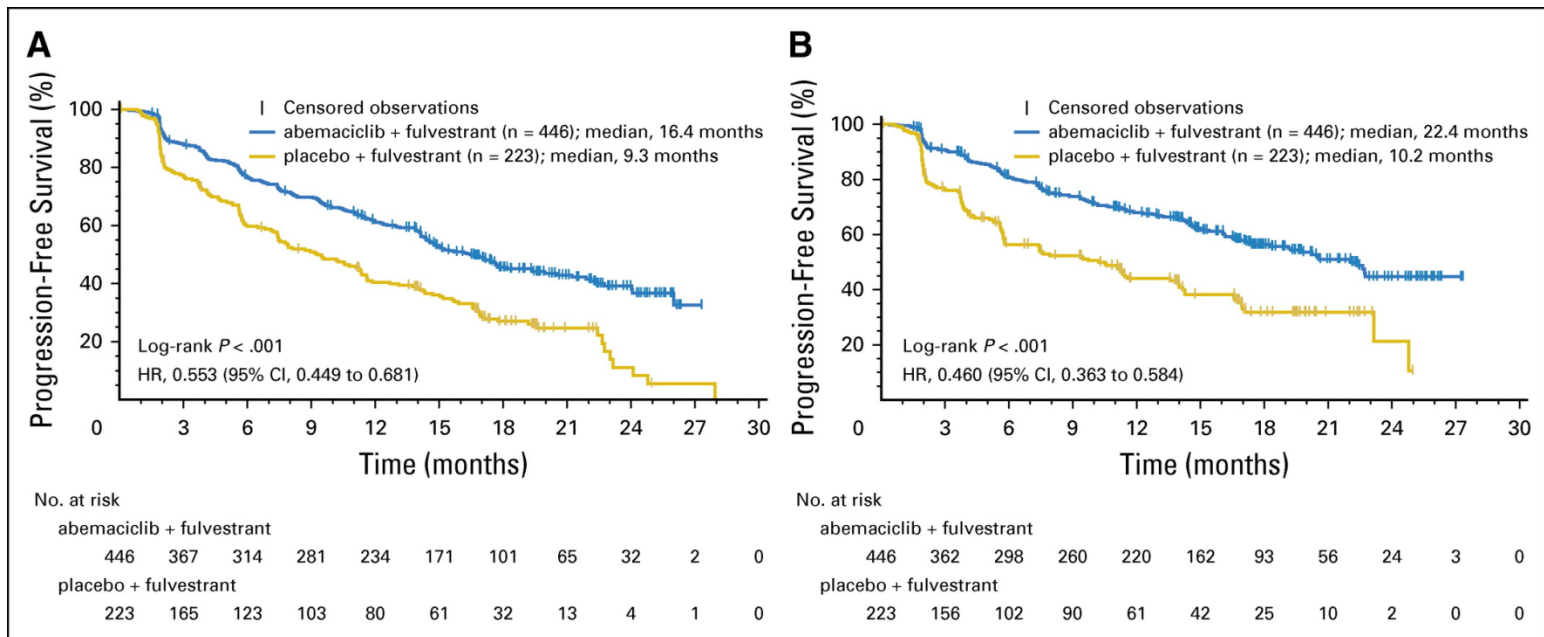 A
Progression-Free Survival (%)
100
80
60
40
20
0
3 6 9 12 15 18 21 24 27 30
Time (months)
Censored observations
abemaciclib + fulvestrant (n = 446); median, 16.4 months
placebo + fulvestrant (n = 223); median, 9.3 months
Log-rank P < .001
HR, 0.553 (95% CI, 0.449 to 0.681)
No. at risk
abemaciclib + fulvestrant
446 367 314 281 234 171 101 65 32 2 0
placebo + fulvestrant
223 165 123 103 80 61 32 13 4 1 0
B
Progression-Free Survival (%)
100
80
60
40
20
0
3 6 9 12 15 18 21 24 27 30
Time (months)
Censored observations
abemaciclib + fulvestrant (n = 446); median, 22.4 months
placebo + fulvestrant (n = 223); median, 10.2 months
Log-rank P < .001
HR, 0.460 (95% CI, 0.363 to 0.584)
No. at risk
abemaciclib + fulvestrant
446 362 298 260 220 162 93 56 24 3 0
placebo + fulvestrant
223 156 102 90 61 42 25 10 2 0 0